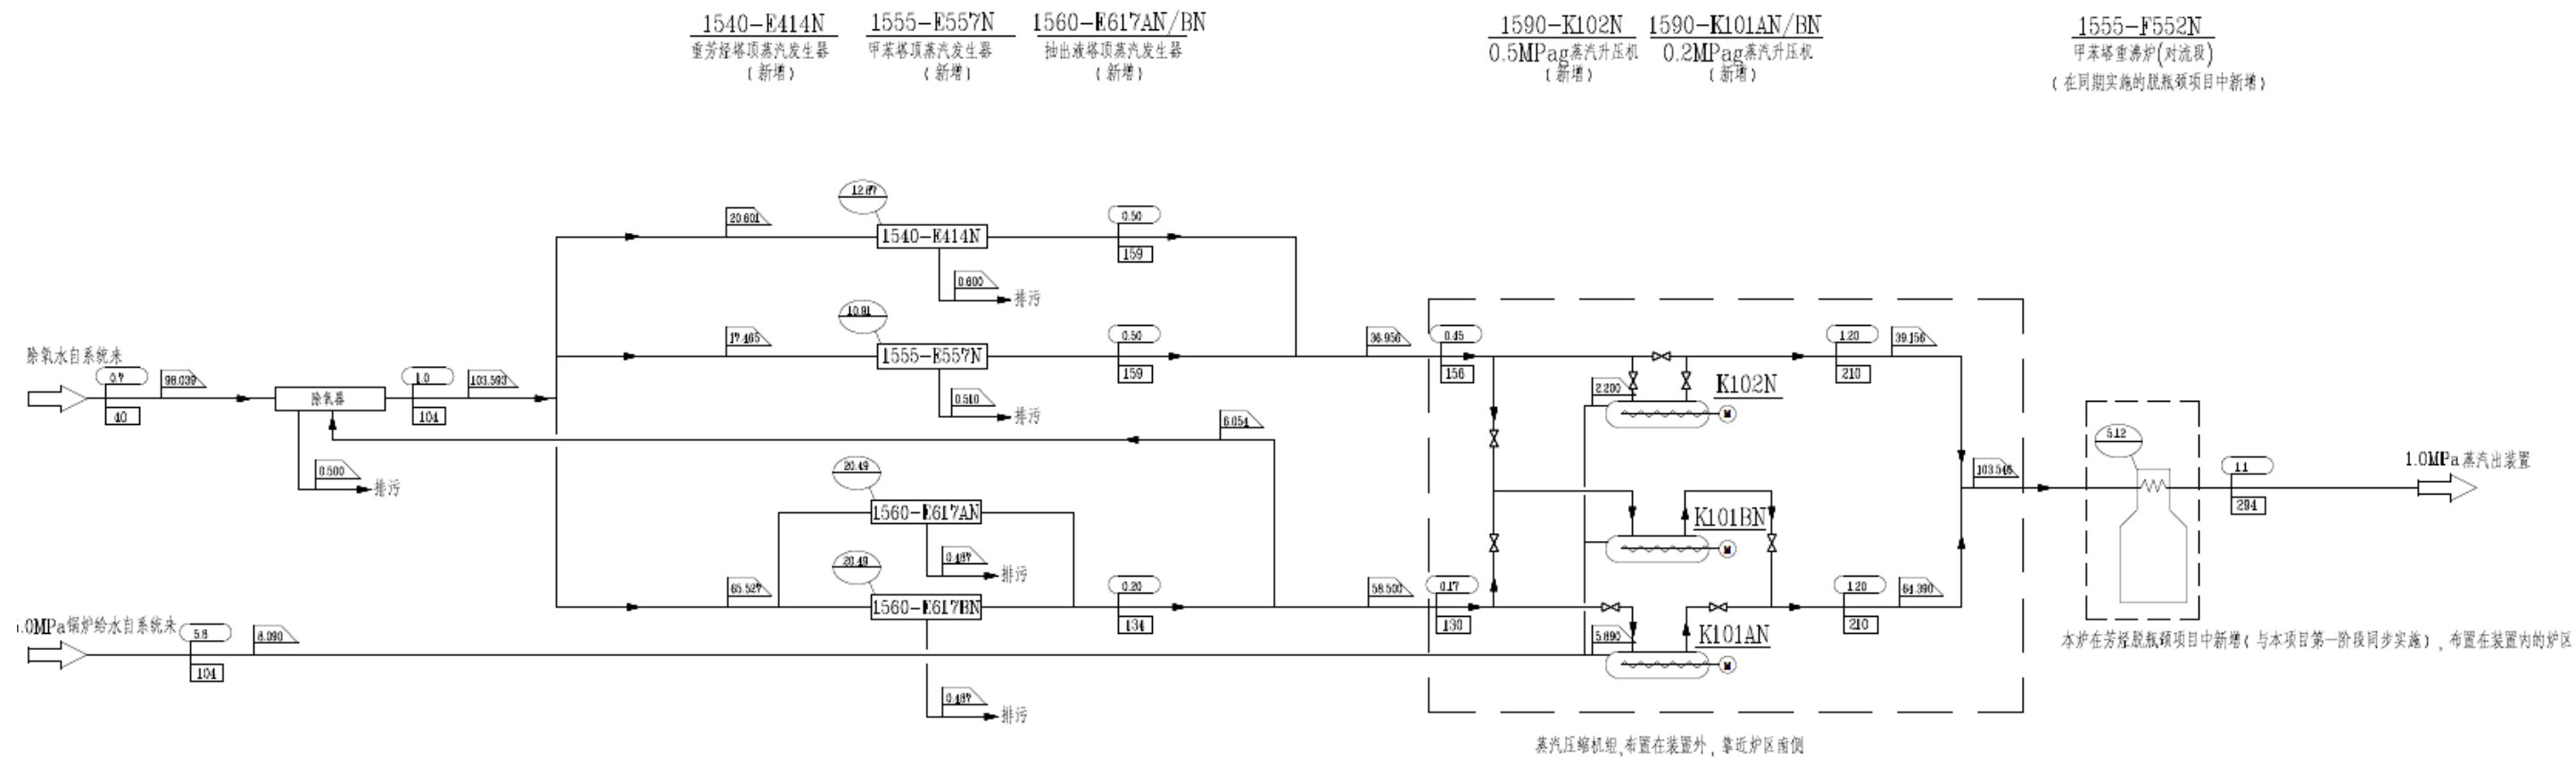 1540-E414N
重芳烃塔顶蒸汽发生器
(新增)
1555-E557N
甲苯塔顶蒸汽发生器
(新增)
1560-E617AN/BN
抽出液塔顶蒸汽发生器
(新增)
1590-K102N
0.5MPag蒸汽升压机
(新增)
1590-K101AN/BN
0.2MPag蒸汽升压机
(新增)
1555-F552N
甲苯塔重沸炉(对流段)
(在同期实施的脱瓶颈项目中新增)
12.87
20.601
1540-E414N
0.50
159
0.600
排污
10.91
17.465
1555-E557N
0.50
159
0.510
排污
36.956
0.45
156
1.20
210
39.156
2.200
K102N
M
除氧水自系统来
0.7
40
98.039
除氧器
1.0
104
103.593
0.500
排污
6.054
20.49
1560-E617AN
0.487
排污
20.49
65.527
1560-E617BN
0.20
134
0.487
排污
58.500
0.17
130
K101BN
M
1.20
210
64.390
5.890
K101AN
M
103.546
5.12
1.1
294
1.0MPa蒸汽出装置
.0MPa锅炉给水自系统来
5.8
104
8.090
本炉在芳烃脱瓶颈项目中新增(与本项目第一阶段同步实施),布置在装置内的炉区
蒸汽压缩机组,布置在装置外,靠近炉区南侧